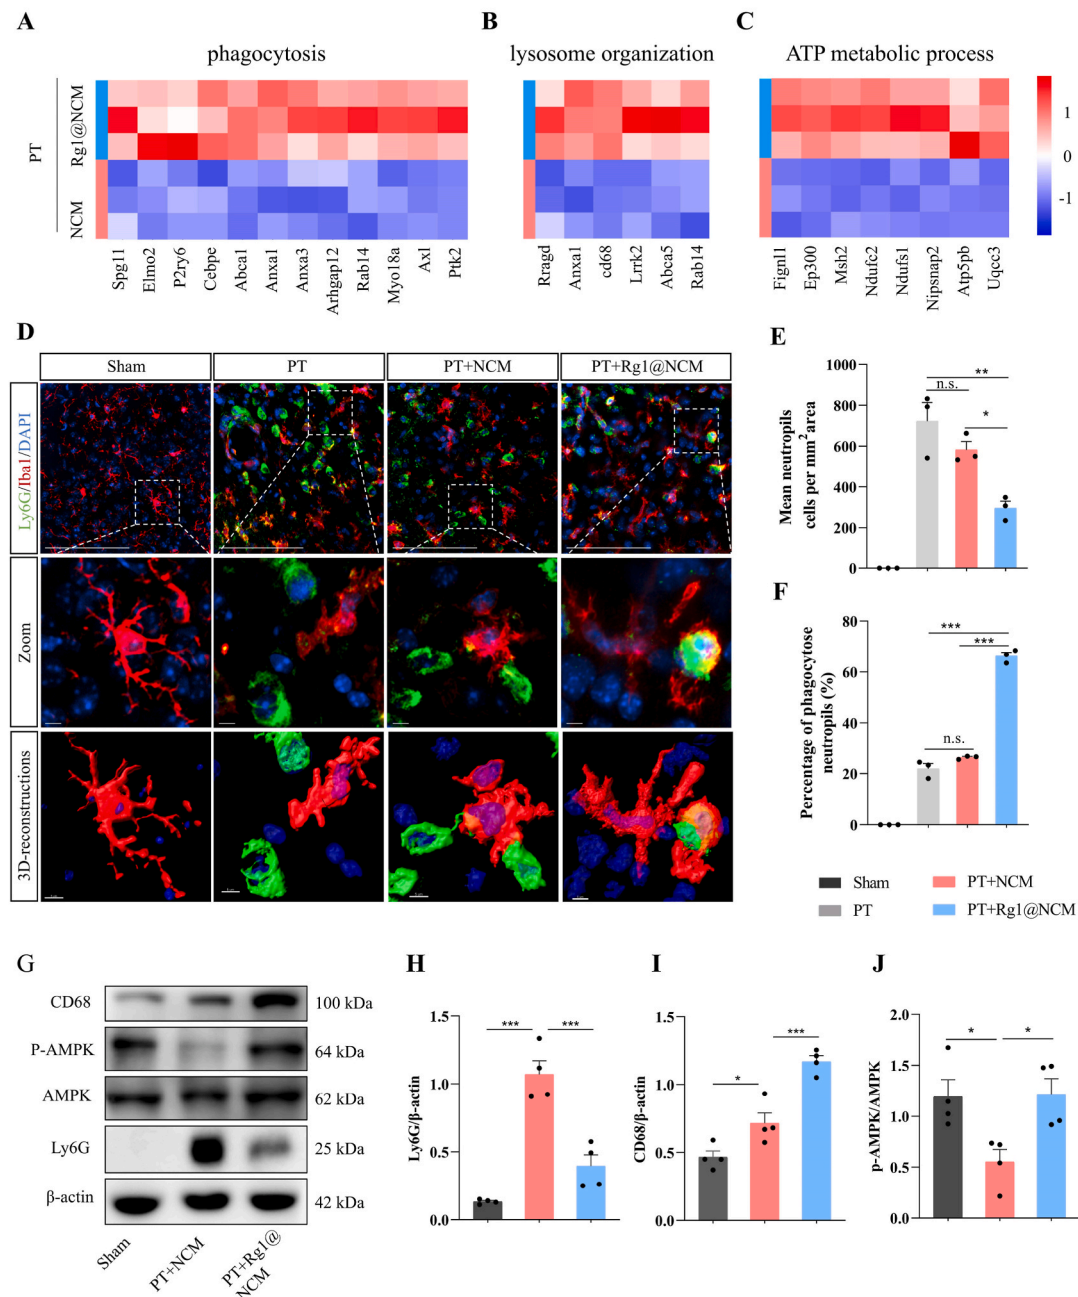 A
B
C
phagocytosis
lysosome organization
ATP metabolic process
PT
Rg1@NCM
NCM
1
0
-1
Spg11
Elmo2
P2ry6
Cebpe
Abca1
Anxa1
Anxa3
Arhgap12
Rab14
Myo18a
Axl
Ptk2
Rragd
Anxa1
cd68
Lrrk2
Abca5
Rab14
Fignl1
Ep300
Msh2
Ndufc2
Ndufs1
Nipsnap2
Atp5pb
Uqcc3
D
Sham
PT
PT+NCM
PT+Rg1@NCM
Ly6G/Iba1/DAPI
Zoom
3D-reconstructions
E
Mean neutropils
cells per mm2 area
1000
800
600
400
200
0
**
n.s.
*
F
Percentage of phagocytose
neutropils (%)
80
60
40
20
0
***
***
n.s.
Sham
PT+NCM
PT
PT+Rg1@NCM
G
CD68
100 kDa
P-AMPK
64 kDa
AMPK
62 kDa
Ly6G
25 kDa
β-actin
42 kDa
Sham
PT+NCM
PT+Rg1@
NCM
H
Ly6G/β-actin
1.5
1.0
0.5
0.0
***
***
I
CD68/β-actin
1.5
1.0
0.5
0.0
*
***
J
p-AMPK/AMPK
2.0
1.5
1.0
0.5
0.0
*
*